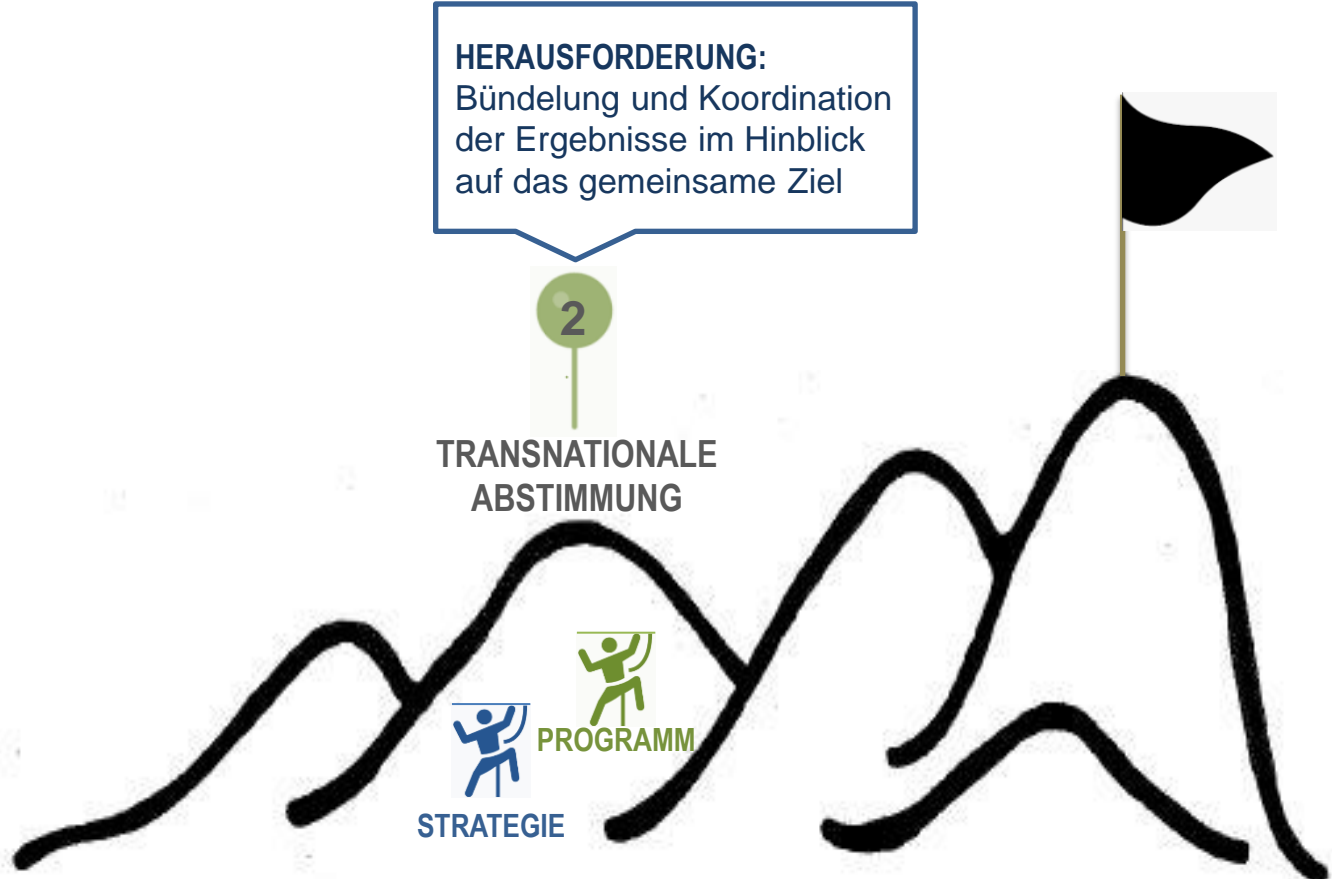 HERAUSFORDERUNG:
Bündelung und Koordination
der Ergebnisse im Hinblick
auf das gemeinsame Ziel
2
TRANSNATIONALE
ABSTIMMUNG
PROGRAMM
STRATEGIE